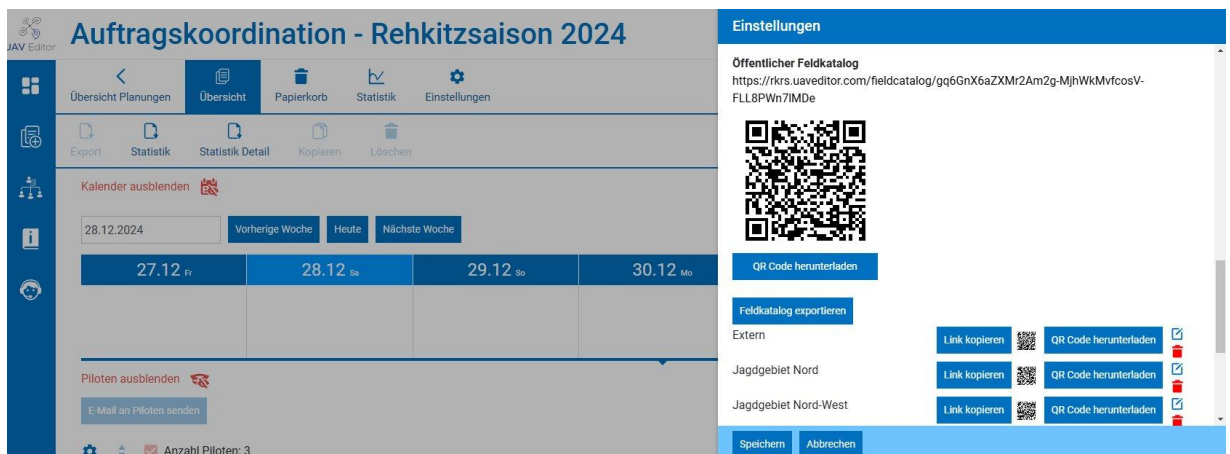 UAV Editor
Auftragskoordination - Rehkitzsaison 2024
Übersicht Planungen
Übersicht
Papierkorb
Statistik
Einstellungen
Export
Statistik
Statistik Detail
Kopieren
Löschen
Kalender ausblenden
28.12.2024
Vorherige Woche
Heute
Nächste Woche
27.12 Fr
28.12 Sa
29.12 So
30.12 Mo
Piloten ausblenden
E-Mail an Piloten senden
Anzahl Piloten: 3
Einstellungen
Öffentlicher Feldkatalog
https://rkrs.uaveditor.com/fieldcatalog/gq6GnX6aZXMr2Am2g-MjhWkMvfcosV-
FLL8PWn7lMDe
QR Code herunterladen
Feldkatalog exportieren
Extern
Link kopieren
QR Code herunterladen
Jagdgebiet Nord
Link kopieren
QR Code herunterladen
Jagdgebiet Nord-West
Link kopieren
QR Code herunterladen
Speichern
Abbrechen